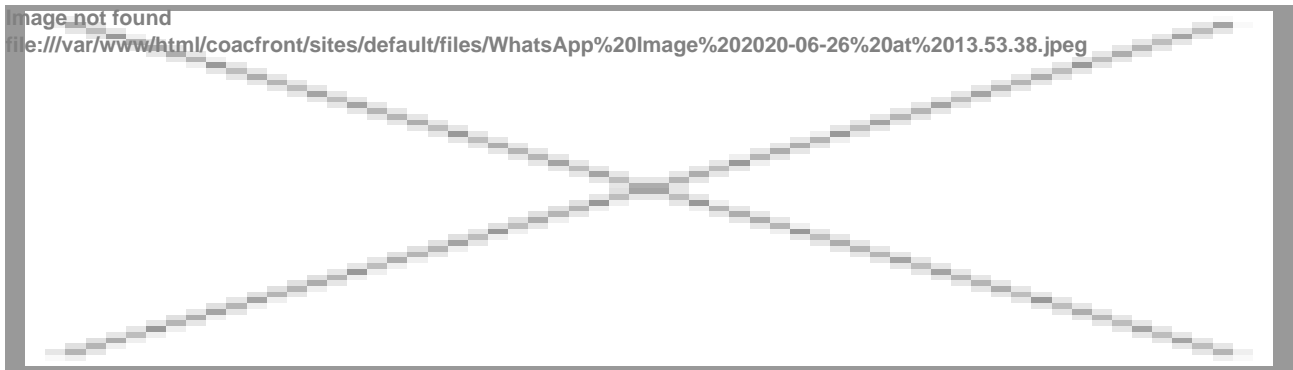 Image not found
file:///var/www/html/coacfront/sites/default/files/WhatsApp%20Image%202020-06-26%20at%2013.53.38.jpeg